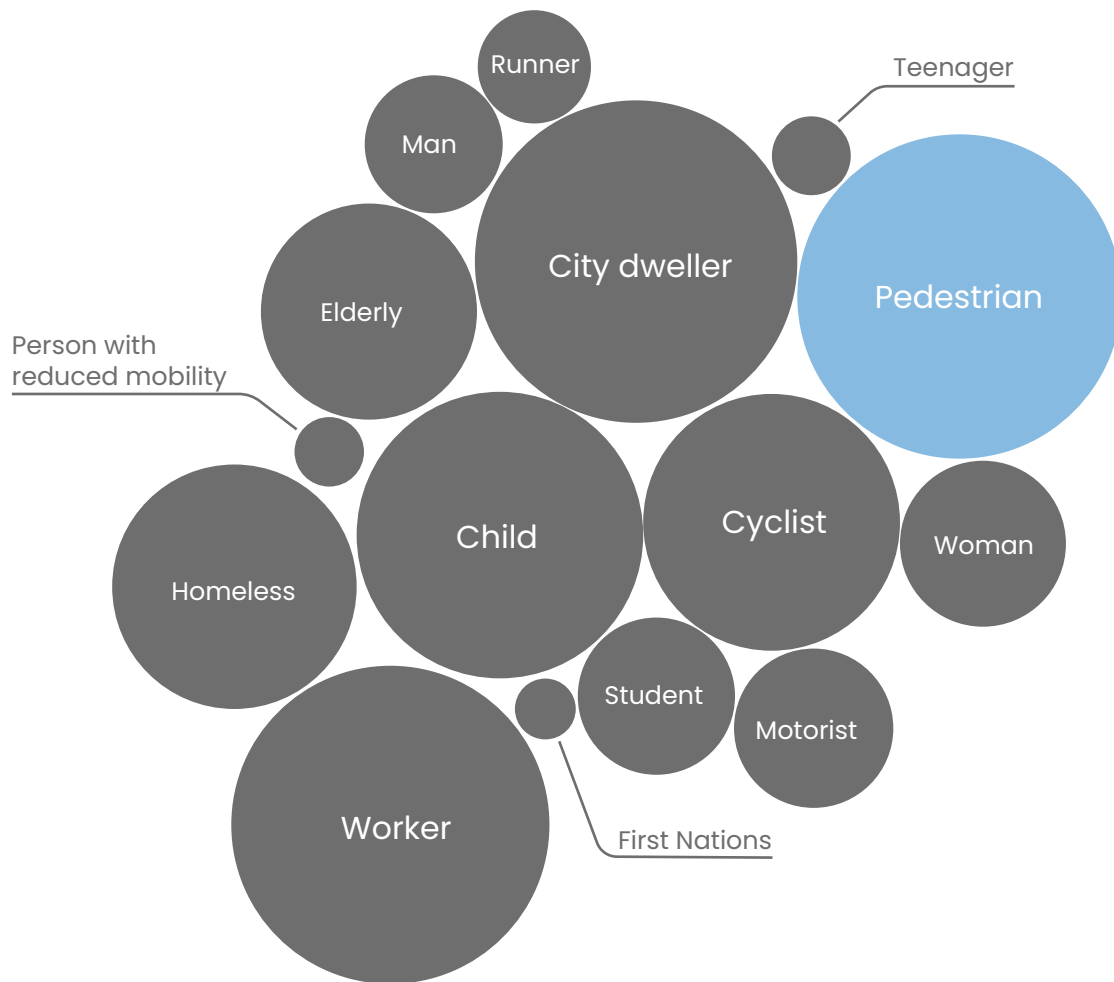 Runner
Teenager
Man
City dweller
Pedestrian
Elderly
Person with
reduced mobility
Child
Cyclist
Woman
Homeless
Student
Motorist
Worker
First Nations